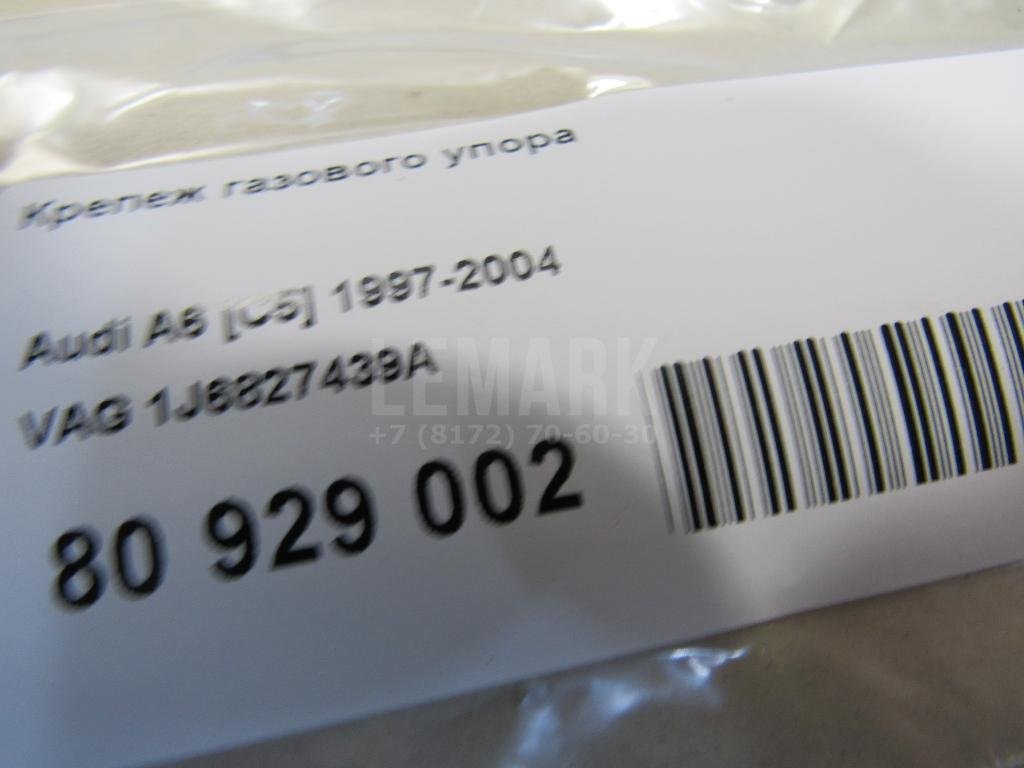 Крепеж газового упора
Audi A6 [C5] 1997-2004
VAG 1J6827439A
80 929 002
LEMARK
+7 (8172) 70-60-30